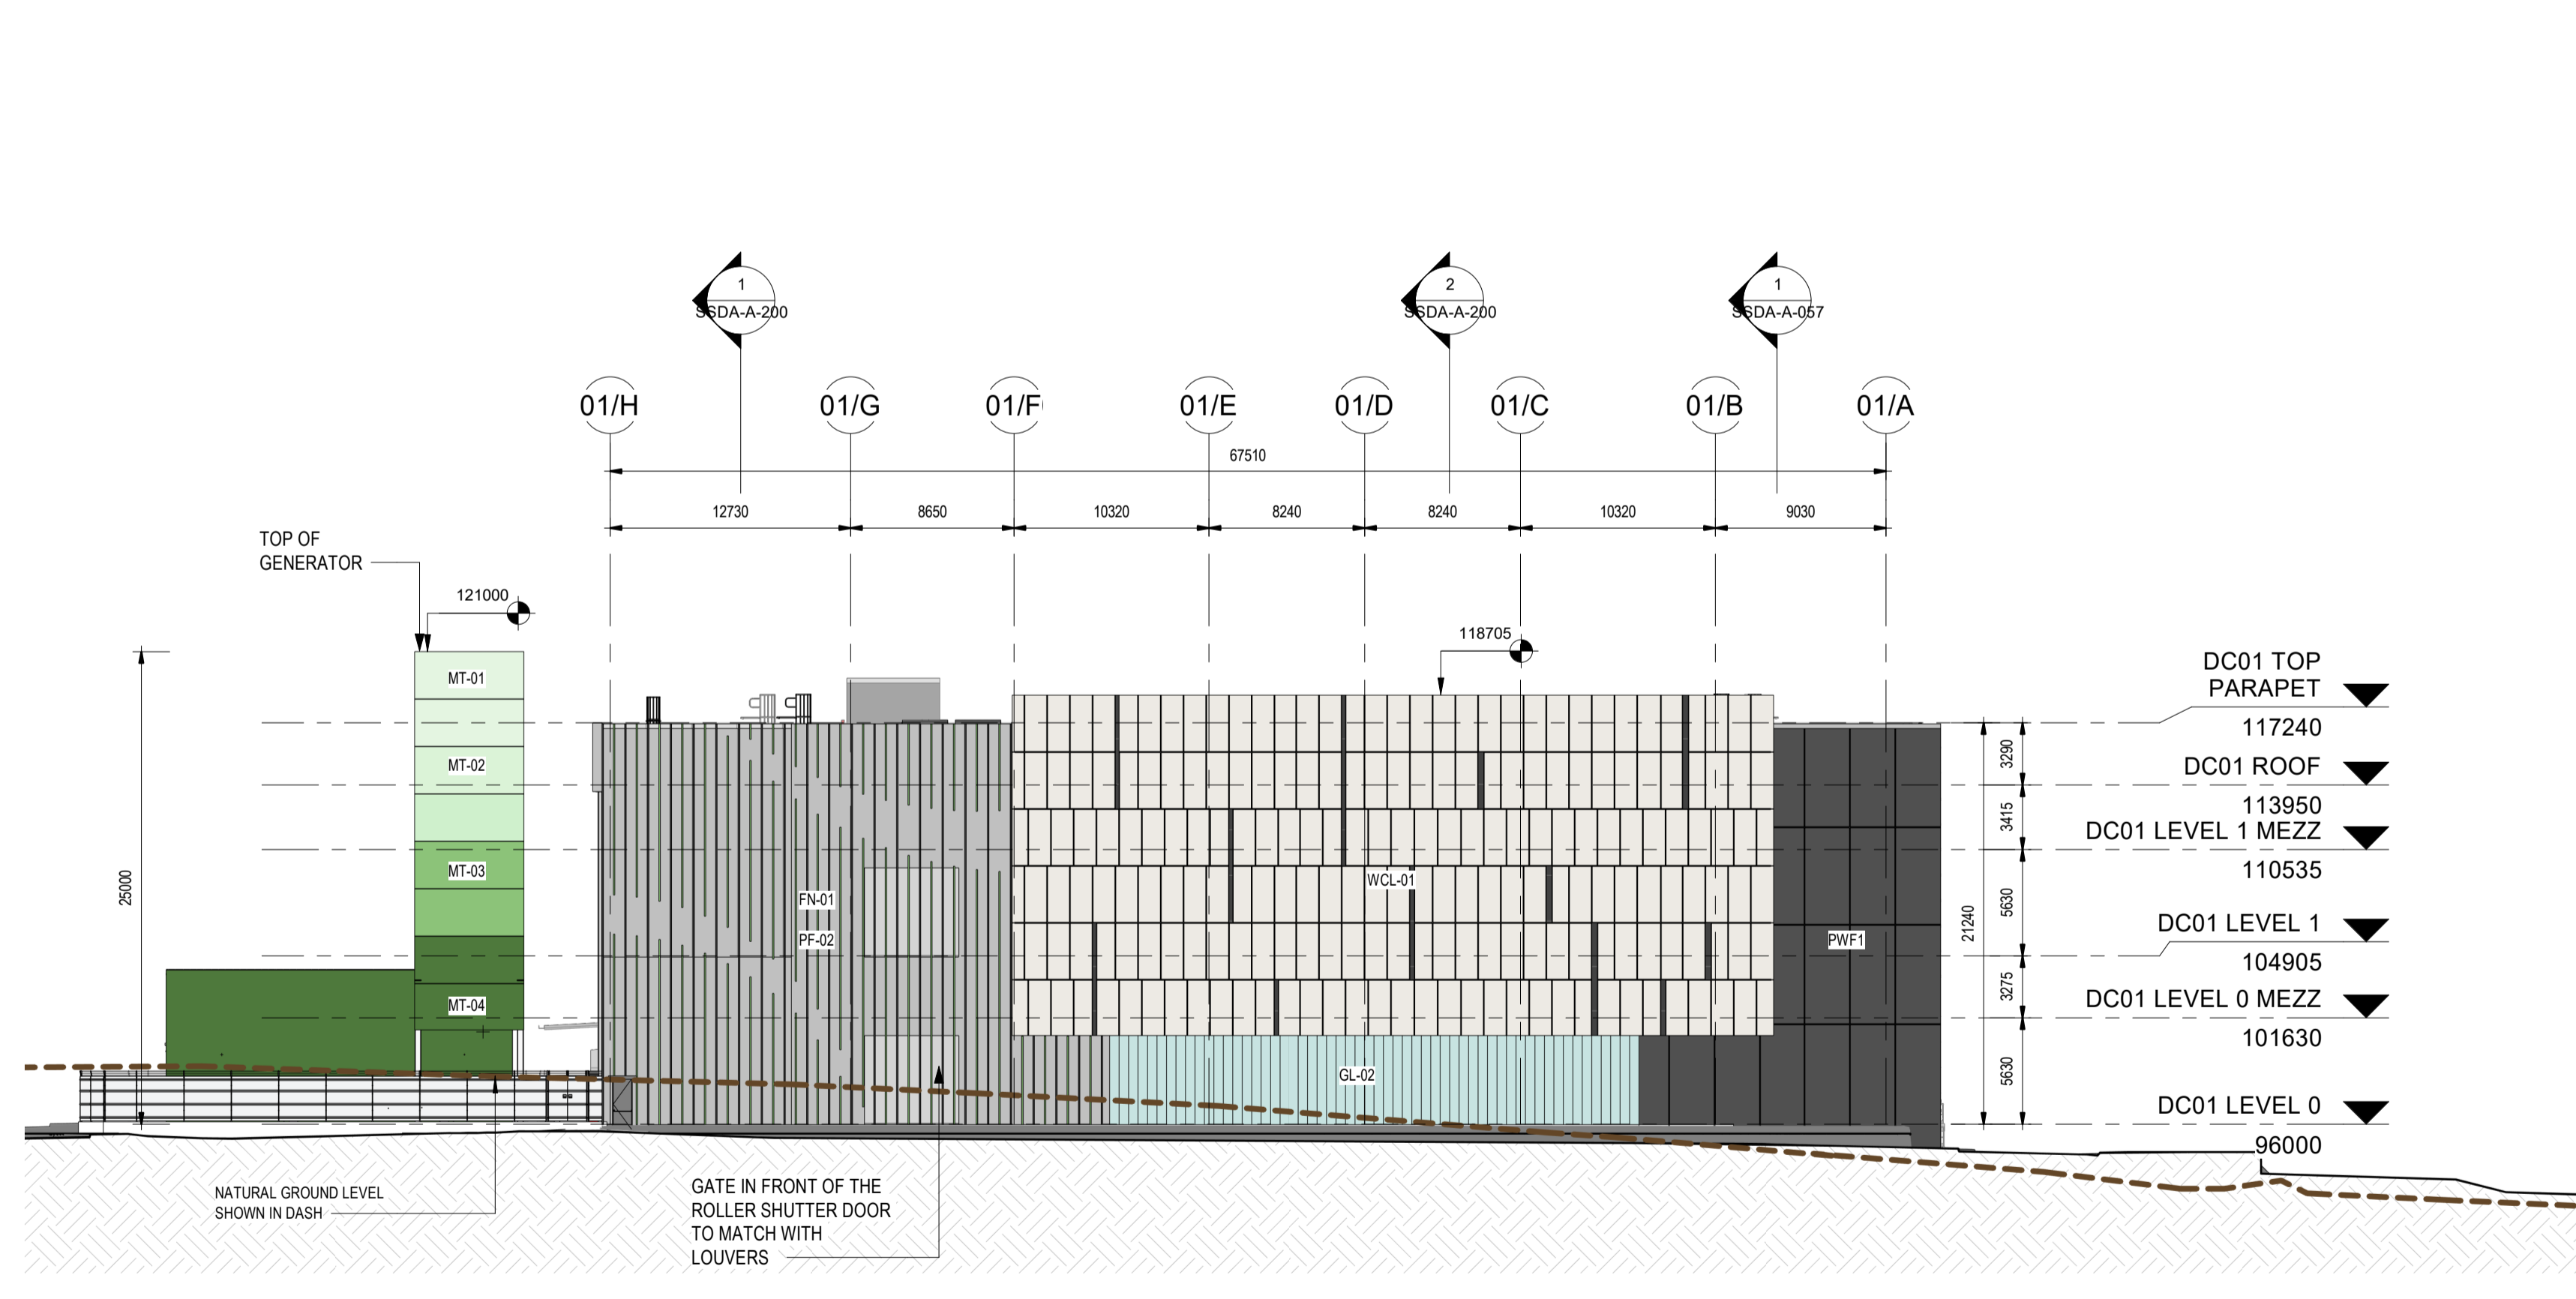 1
SSDA-A-200
2
SSDA-A-200
1
SSDA-A-057
01/H
01/G
01/F
01/E
01/D
01/C
01/B
01/A
67510
12730
8650
10320
8240
8240
10320
9030
TOP OF
GENERATOR
121000
118705
MT-01
MT-02
MT-03
MT-04
25000
FN-01
PF-02
WCL-01
GL-02
PWF1
21240
3290
3415
5630
3275
5630
DC01 TOP
PARAPET
117240
DC01 ROOF
113950
DC01 LEVEL 1 MEZZ
110535
DC01 LEVEL 1
104905
DC01 LEVEL 0 MEZZ
101630
DC01 LEVEL 0
96000
NATURAL GROUND LEVEL
SHOWN IN DASH
GATE IN FRONT OF THE
ROLLER SHUTTER DOOR
TO MATCH WITH
LOUVERS